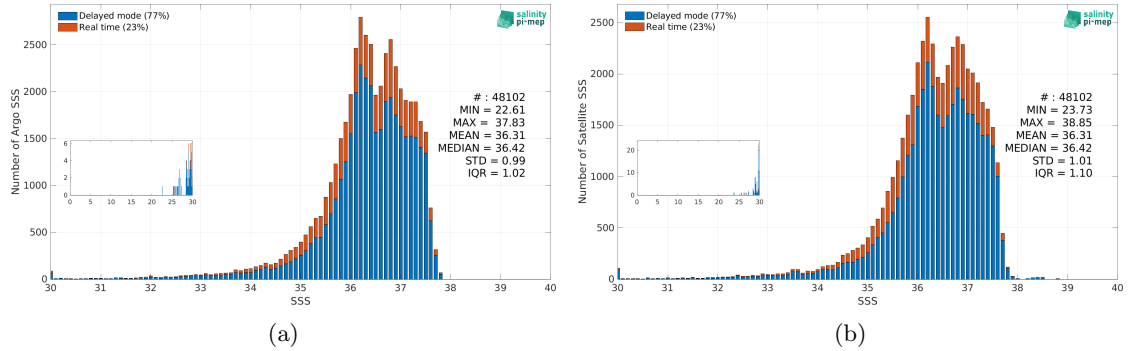 Delayed mode (77%)
Real time (23%)
salinity
pi-mep
2500
2000
1500
1000
500
0
Number of Argo SSS
# : 48102
MIN = 22.61
MAX = 37.83
MEAN = 36.31
MEDIAN = 36.42
STD = 0.99
IQR = 1.02
6
4
2
0
0 5 10 15 20 25 30
30 31 32 33 34 35 36 37 38 39 40
SSS
(a)
Delayed mode (77%)
Real time (23%)
salinity
pi-mep
2500
2000
1500
1000
500
0
Number of Satellite SSS
# : 48102
MIN = 23.73
MAX = 38.85
MEAN = 36.31
MEDIAN = 36.42
STD = 1.01
IQR = 1.10
20
10
0
0 5 10 15 20 25 30
30 31 32 33 34 35 36 37 38 39 40
SSS
(b)